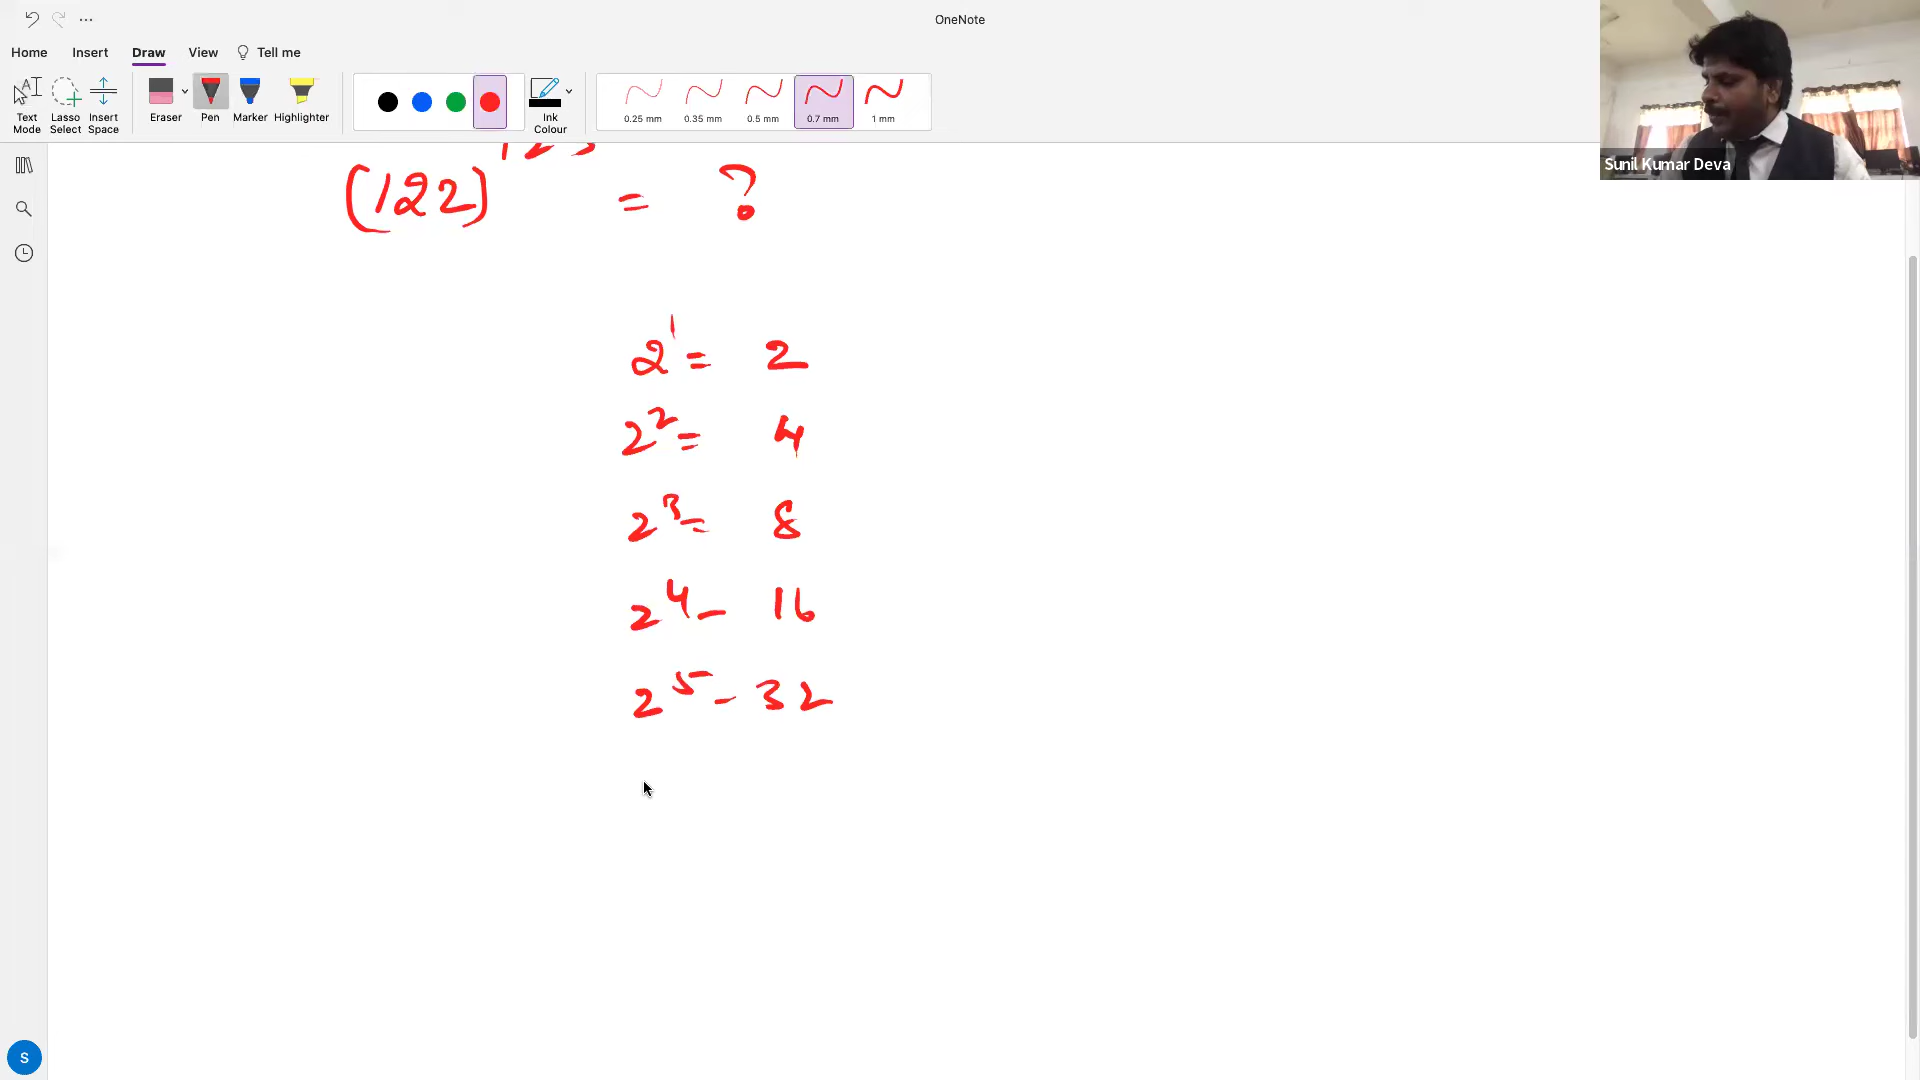 OneNote
Home Insert Draw View Tell me
Text Mode
Lasso Select
Insert Space
Eraser
Pen
Marker
Highlighter
Ink Colour
0.25 mm
0.35 mm
0.5 mm
0.7 mm
1 mm
Sunil Kumar Deva
(122)¹²³ = ?
2¹ = 2
2² = 4
2³ = 8
2⁴ - 16
2⁵ - 32
S